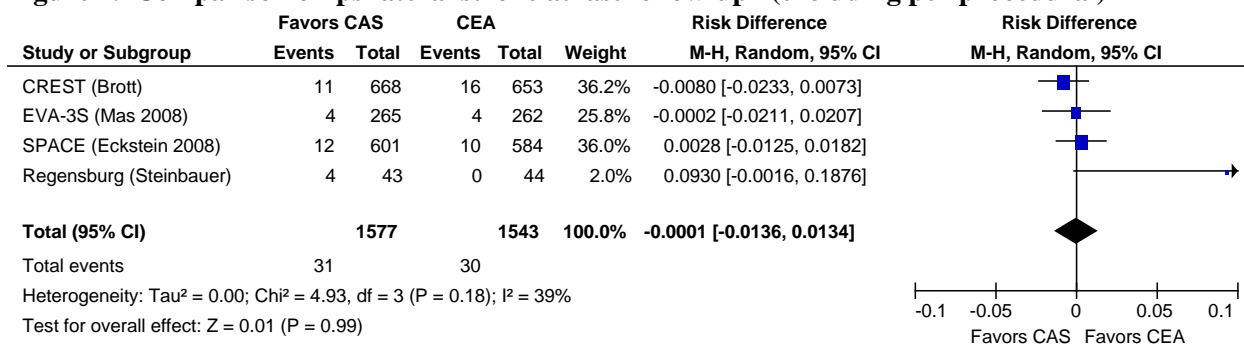 Favors CAS CEA Risk Difference Risk Difference
Study or Subgroup Events Total Events Total Weight M-H, Random, 95% CI M-H, Random, 95% CI
CREST (Brott) 11 668 16 653 36.2% -0.0080 [-0.0233, 0.0073]
EVA-3S (Mas 2008) 4 265 4 262 25.8% -0.0002 [-0.0211, 0.0207]
SPACE (Eckstein 2008) 12 601 10 584 36.0% 0.0028 [-0.0125, 0.0182]
Regensburg (Steinbauer) 4 43 0 44 2.0% 0.0930 [-0.0016, 0.1876]
Total (95% CI) 1577 1543 100.0% -0.0001 [-0.0136, 0.0134]
Total events 31 30
Heterogeneity: Tau² = 0.00; Chi² = 4.93, df = 3 (P = 0.18); I² = 39%
Test for overall effect: Z = 0.01 (P = 0.99)
-0.1 -0.05 0 0.05 0.1
Favors CAS Favors CEA